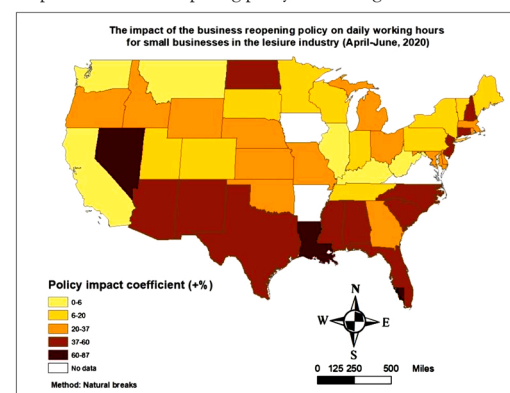 The impact of the business reopening policy on daily working hours
for small businesses in the lesiure industry (April-June, 2020)
Policy impact coefficient (+%)
0-6
6-20
20-37
37-60
60-87
No data
Method: Natural breaks
N
W
E
S
0 125 250 500 Miles